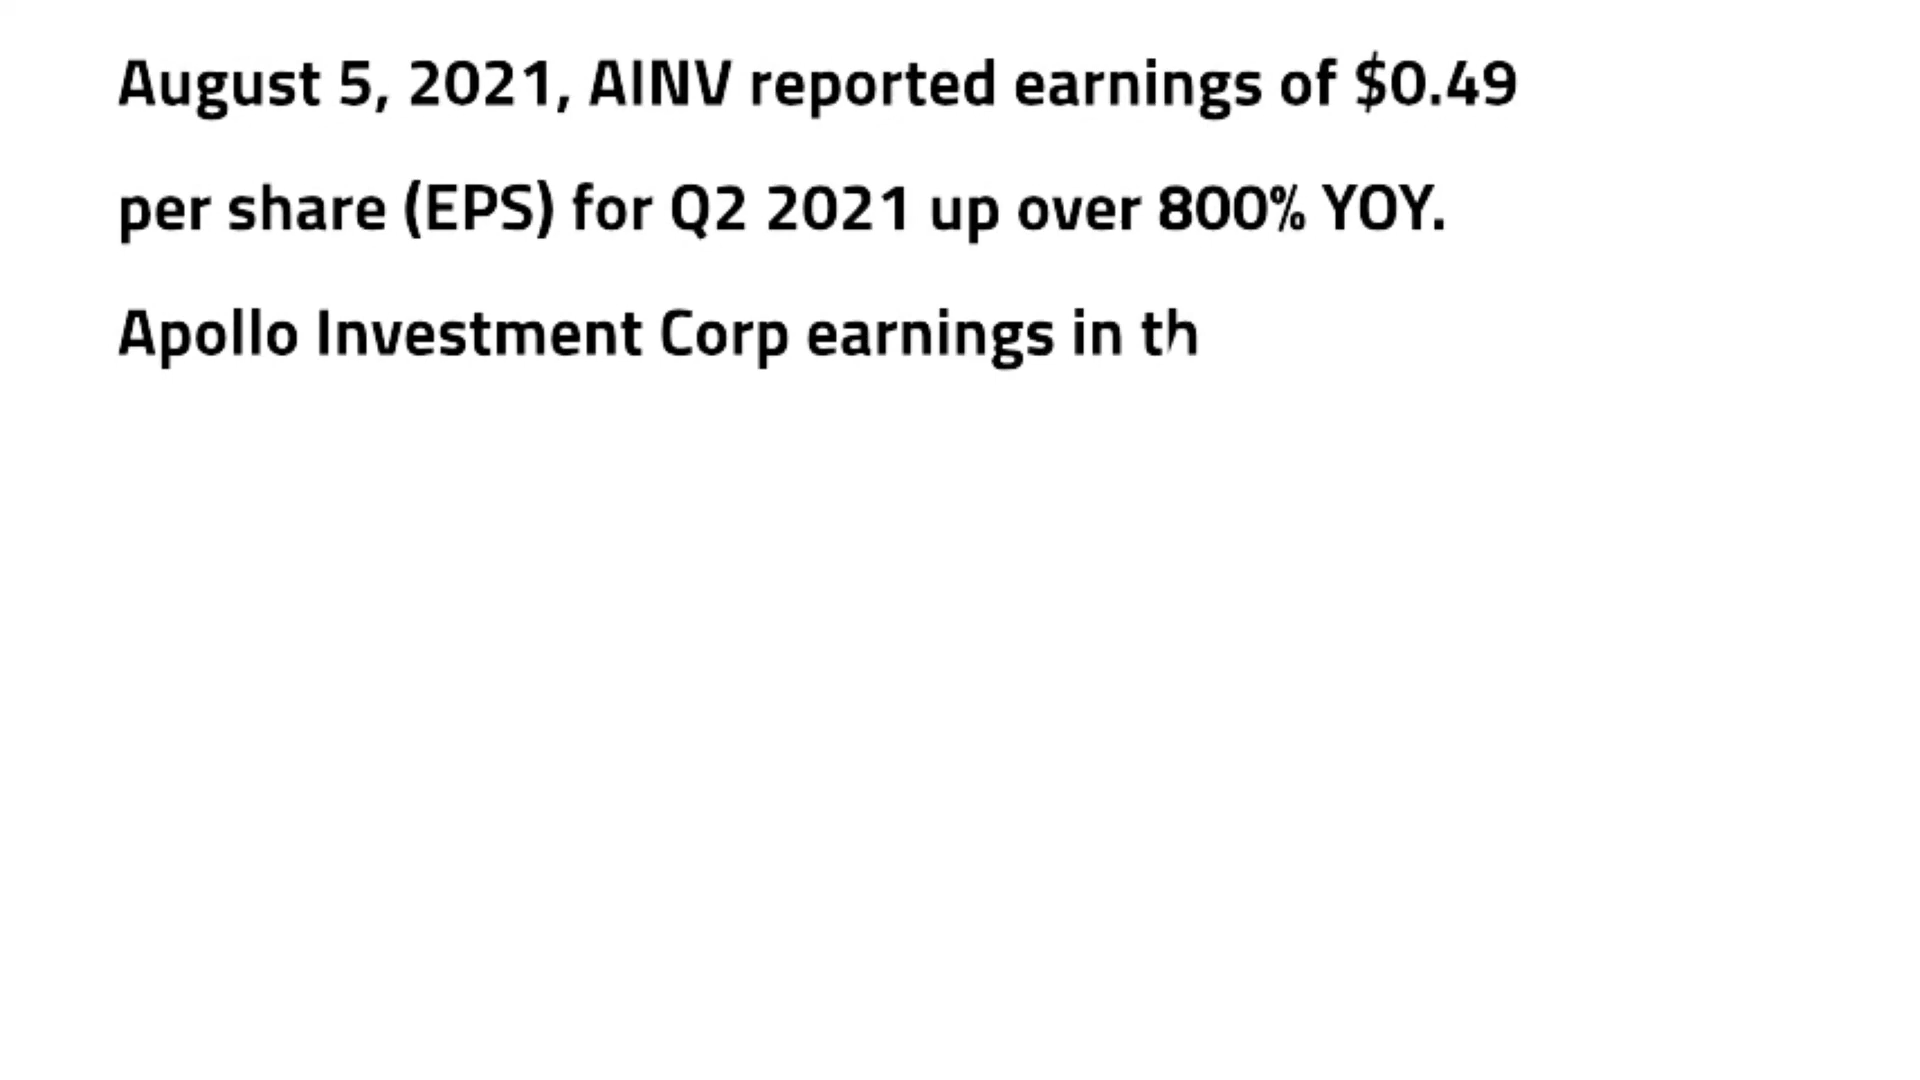 August 5, 2021, AINV reported earnings of $0.49
per share (EPS) for Q2 2021 up over 800% YOY.
Apollo Investment Corp earnings in th